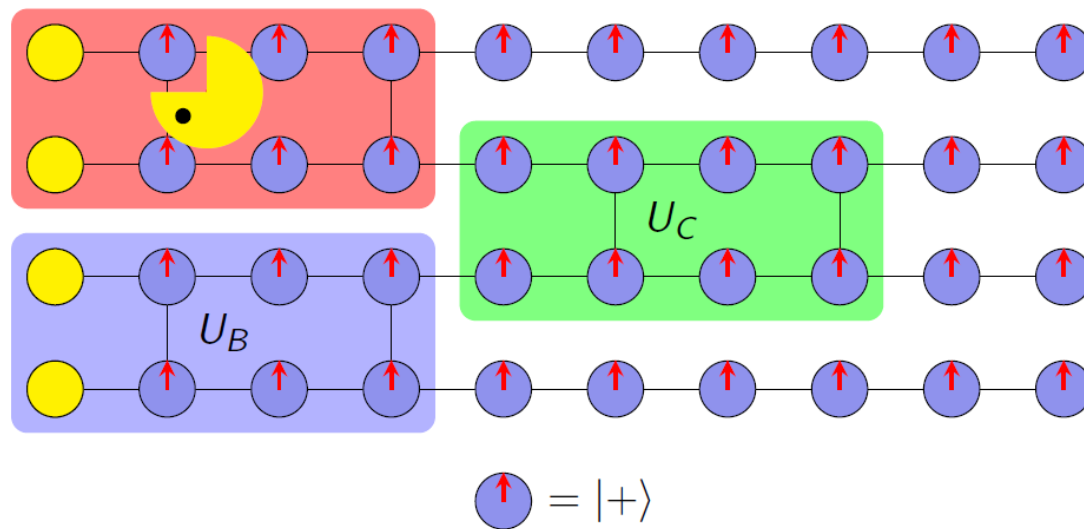 U_C
U_B
= |+⟩